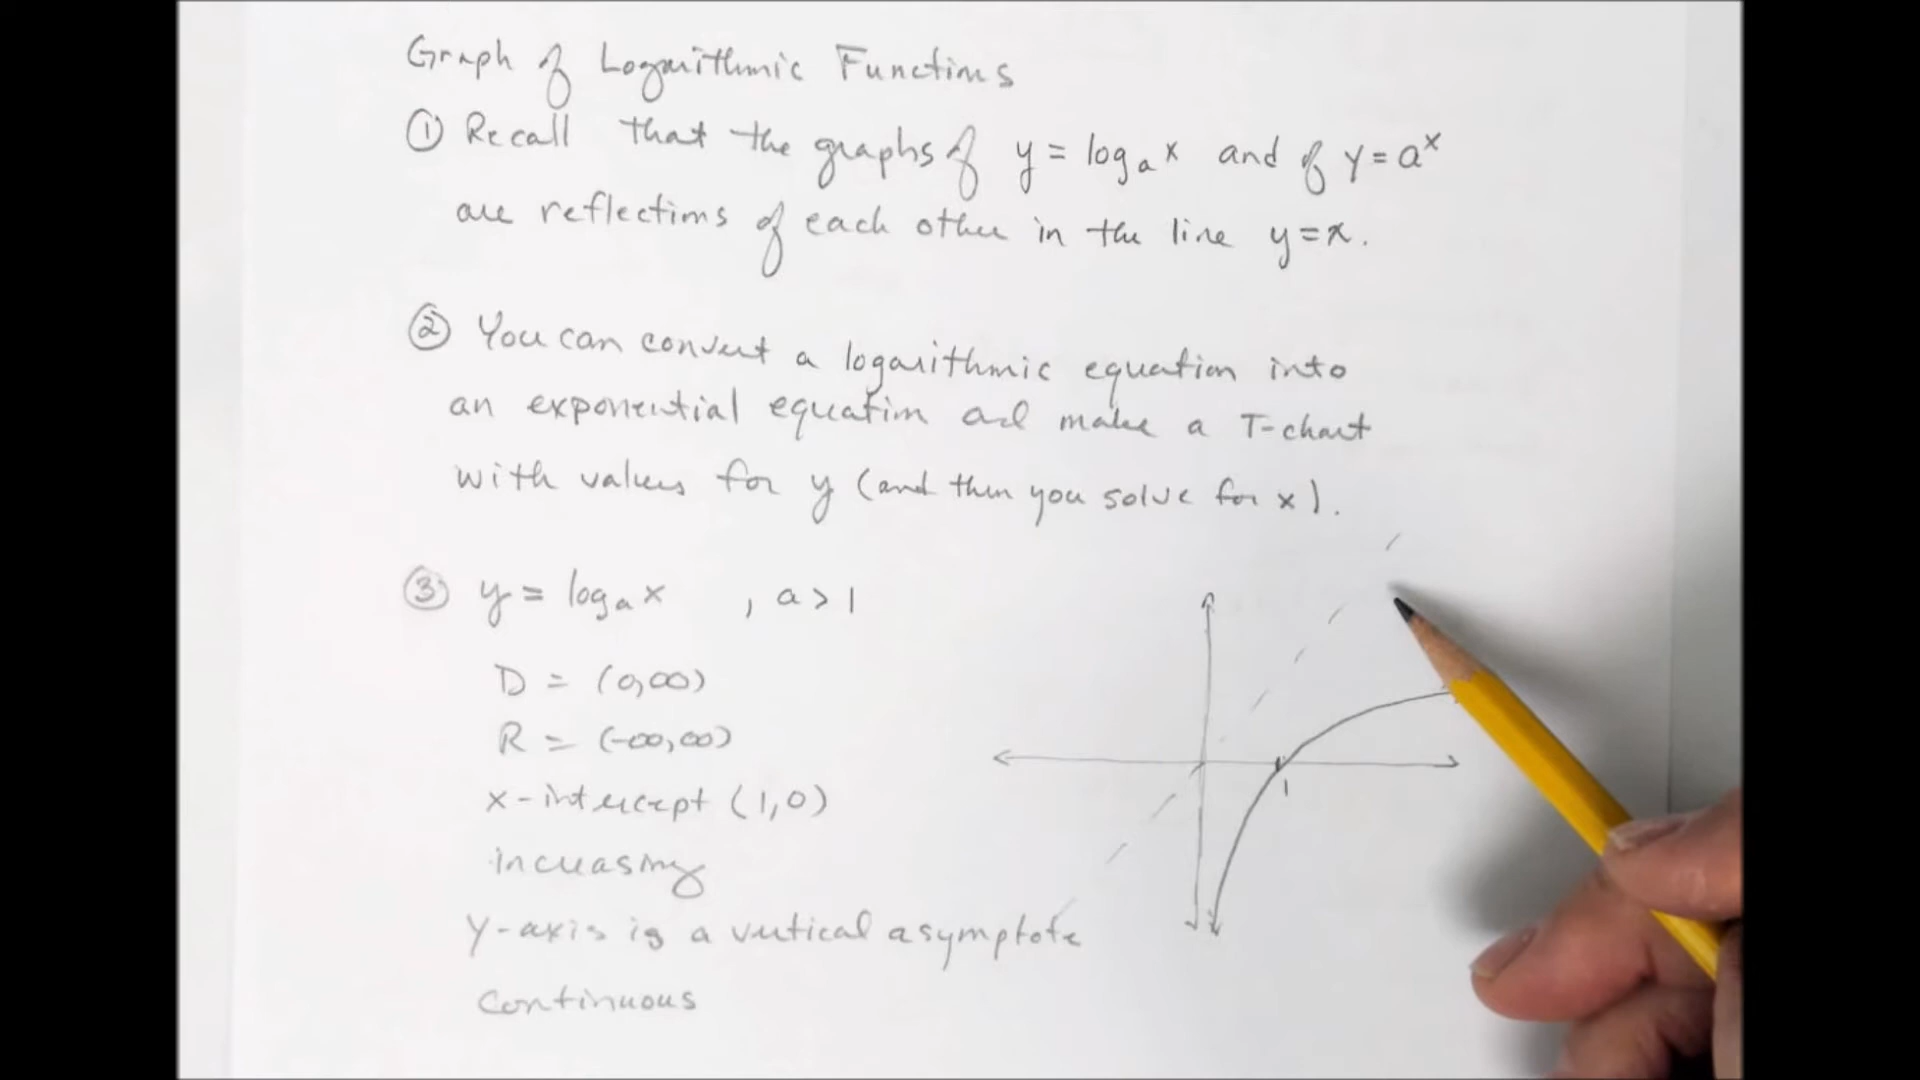 Graph of Logarithmic Functions
① Recall that the graphs of y = logₐ x and of y = aˣ
are reflections of each other in the line y = x.
② You can convert a logarithmic equation into
an exponential equation and make a T-chart
with values for y (and then you solve for x).
③ y = logₐ x , a > 1
D = (0, ∞)
R = (-∞, ∞)
x-intercept (1, 0)
increasing
y-axis is a vertical asymptote
continuous
1